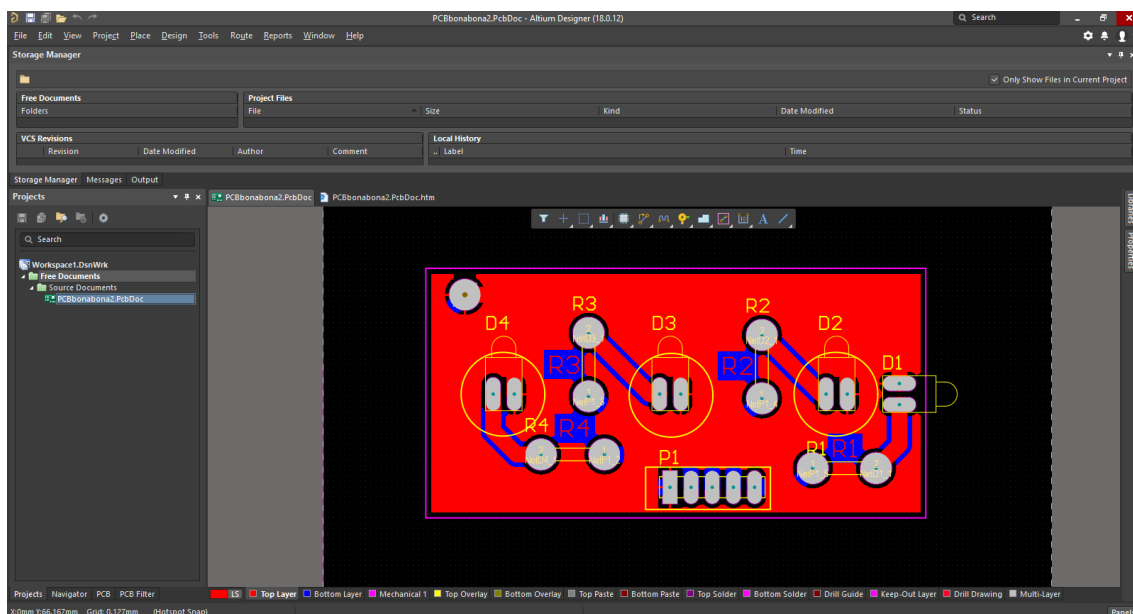 PCBbonabona2.PcbDoc - Altium Designer (18.0.12)
Search
File Edit View Project Place Design Tools Route Reports Window Help
Storage Manager
Only Show Files in Current Project
Free Documents Project Files
Folders File Size Kind Date Modified Status
VCS Revisions Local History
Revision Date Modified Author Comment .. Label Time
Storage Manager Messages Output
Projects PCBbonabona2.PcbDoc PCBbonabona2.PcbDoc.htm
Libraries
Properties
Search
Workspace1.DsnWrk
Free Documents
Source Documents
PCBbonabona2.PcbDoc
R3 R2
D4 D3 D2
D1
R3 R2
R4 R4
R1 R1
P1
Projects Navigator PCB PCB Filter LS Top Layer Bottom Layer Mechanical 1 Top Overlay Bottom Overlay Top Paste Bottom Paste Top Solder Bottom Solder Drill Guide Keep-Out Layer Drill Drawing Multi-Layer
X:0mm Y:66.167mm Grid: 0.127mm (Hotspot Snap)